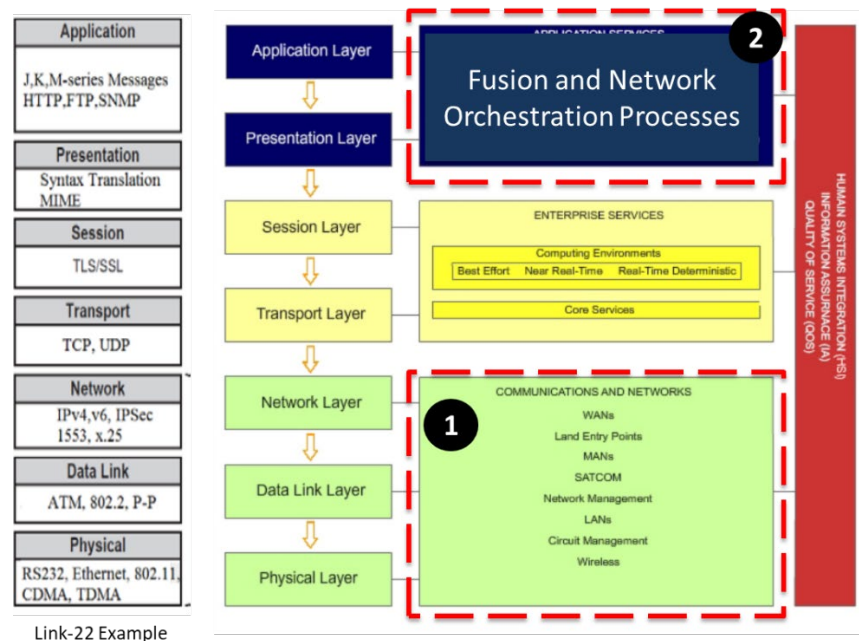 Application
J,K,M-series Messages
HTTP,FTP,SNMP
Presentation
Syntax Translation
MIME
Session
TLS/SSL
Transport
TCP, UDP
Network
IPv4,v6, IPSec
1553, x.25
Data Link
ATM, 802.2, P-P
Physical
RS232, Ethernet, 802.11,
CDMA, TDMA
Link-22 Example
Application Layer
Presentation Layer
Session Layer
Transport Layer
Network Layer
Data Link Layer
Physical Layer
APPLICATION SERVICES
2
Fusion and Network
Orchestration Processes
ENTERPRISE SERVICES
Computing Environments
Best Effort Near Real-Time Real-Time Deterministic
Core Services
1
COMMUNICATIONS AND NETWORKS
WANs
Land Entry Points
MANs
SATCOM
Network Management
LANs
Circuit Management
Wireless
HUMAIN SYSTEMS INTEGRATION (HSI)
INFORMATION ASSURNACE (IA)
QUALITY OF SERVICE (QOS)